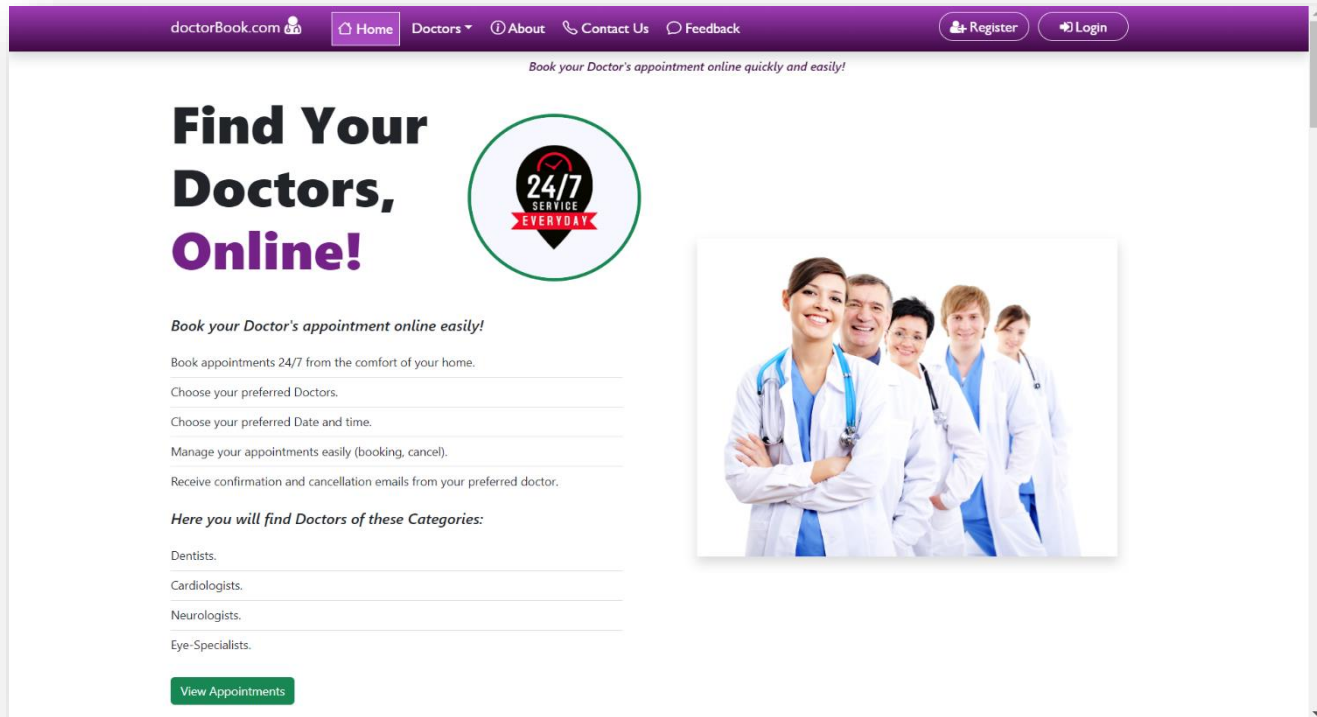 doctorBook.com
Home
Doctors
About
Contact Us
Feedback
Register
Login
Book your Doctor's appointment online quickly and easily!
Find Your
Doctors,
Online!
24/7
SERVICE
EVERYDAY
Book your Doctor's appointment online easily!
Book appointments 24/7 from the comfort of your home.
Choose your preferred Doctors.
Choose your preferred Date and time.
Manage your appointments easily (booking, cancel).
Receive confirmation and cancellation emails from your preferred doctor.
Here you will find Doctors of these Categories:
Dentists.
Cardiologists.
Neurologists.
Eye-Specialists.
View Appointments